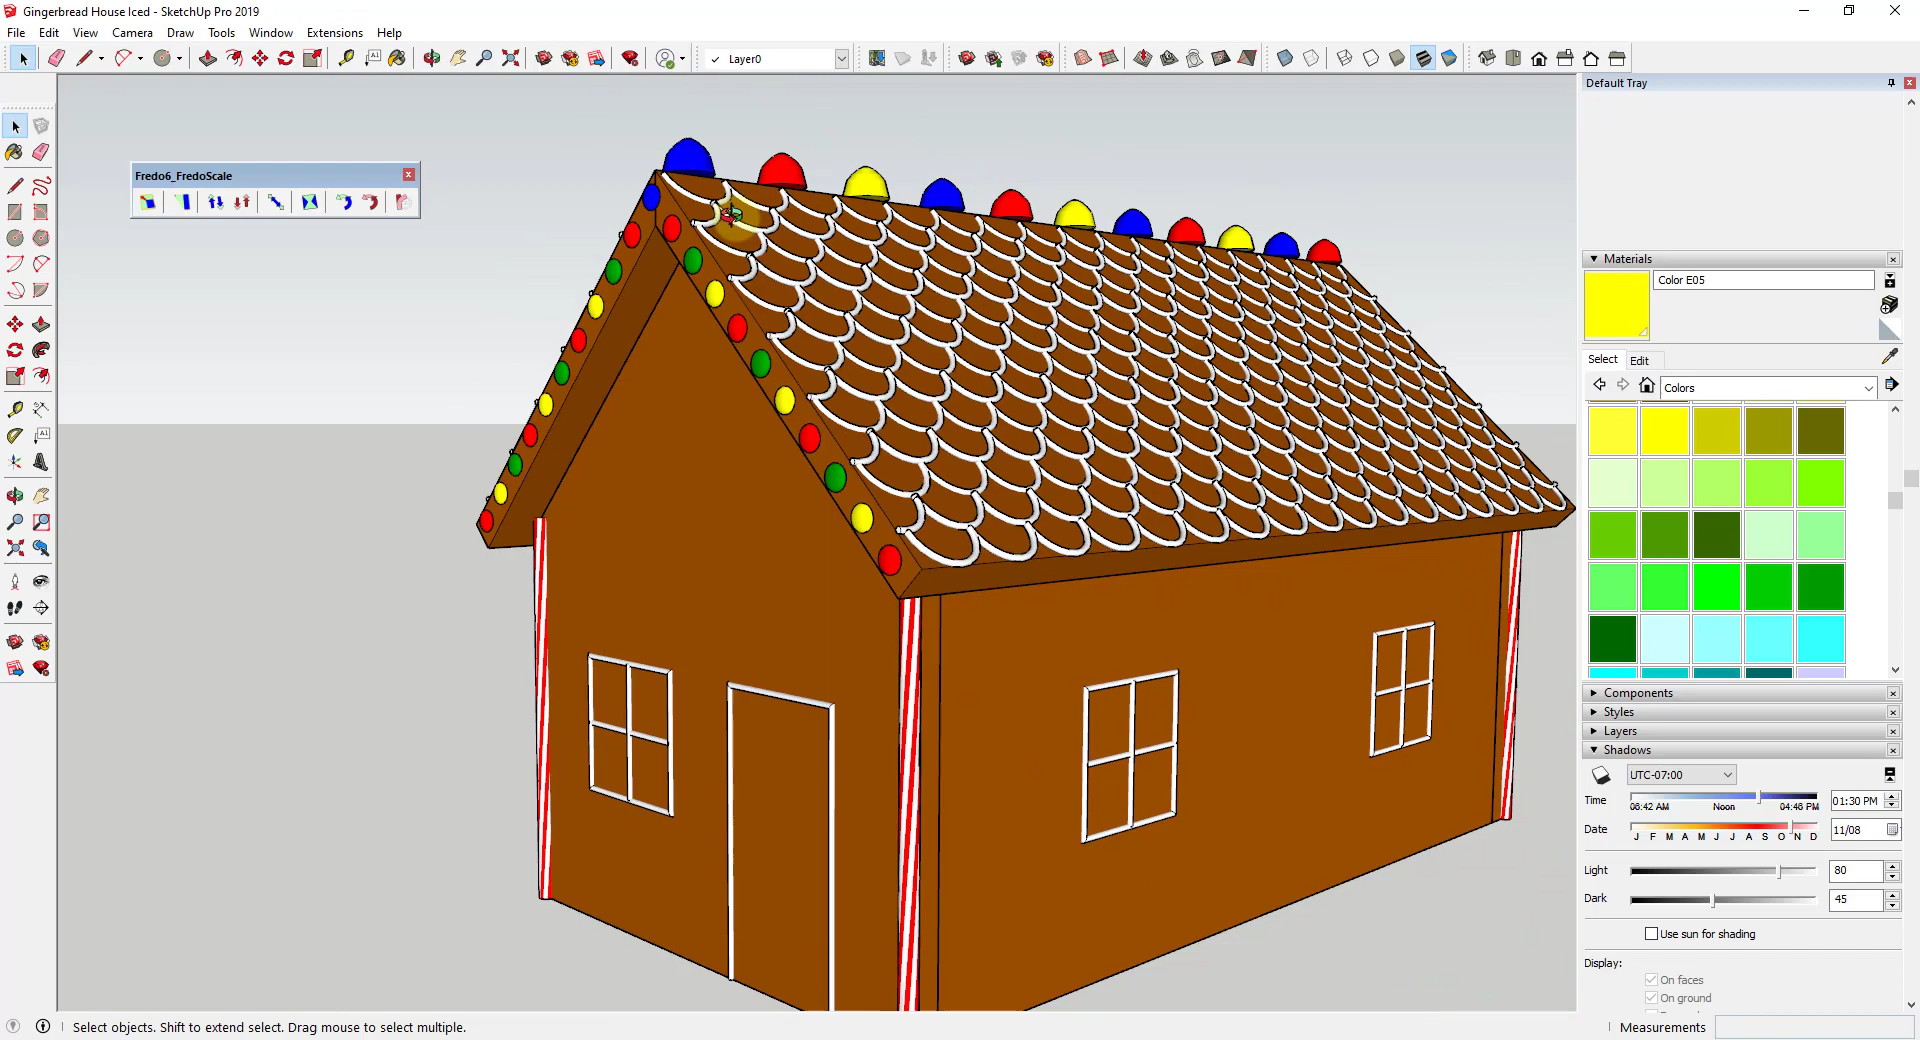 Gingerbread House Iced - SketchUp Pro 2019
File Edit View Camera Draw Tools Window Extensions Help
Layer0
Default Tray
Fredo6_FredoScale
Materials
Color E05
Select Edit
Colors
Components
Styles
Layers
Shadows
UTC-07:00
Time 06:42 AM Noon 04:46 PM 01:30 PM
Date J F M A M J J A S O N D 11/08
Light 80
Dark 45
Use sun for shading
Display:
On faces
On ground
Select objects. Shift to extend select. Drag mouse to select multiple.
Measurements